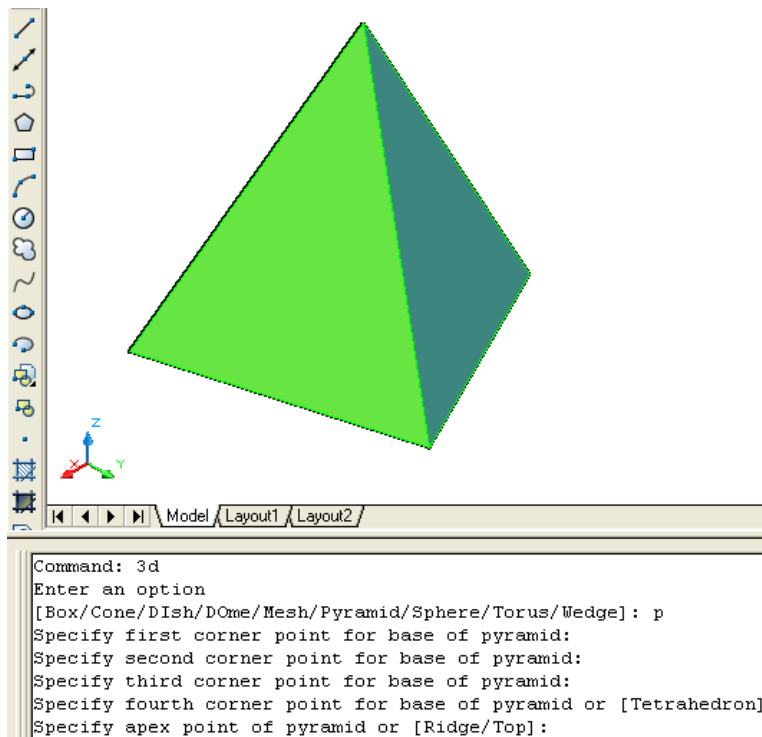 Z
X
Y
Model Layout1 Layout2
Command: 3d
Enter an option
[Box/Cone/DIsh/DOme/Mesh/Pyramid/Sphere/Torus/Wedge]: p
Specify first corner point for base of pyramid:
Specify second corner point for base of pyramid:
Specify third corner point for base of pyramid:
Specify fourth corner point for base of pyramid or [Tetrahedron]
Specify apex point of pyramid or [Ridge/Top]: